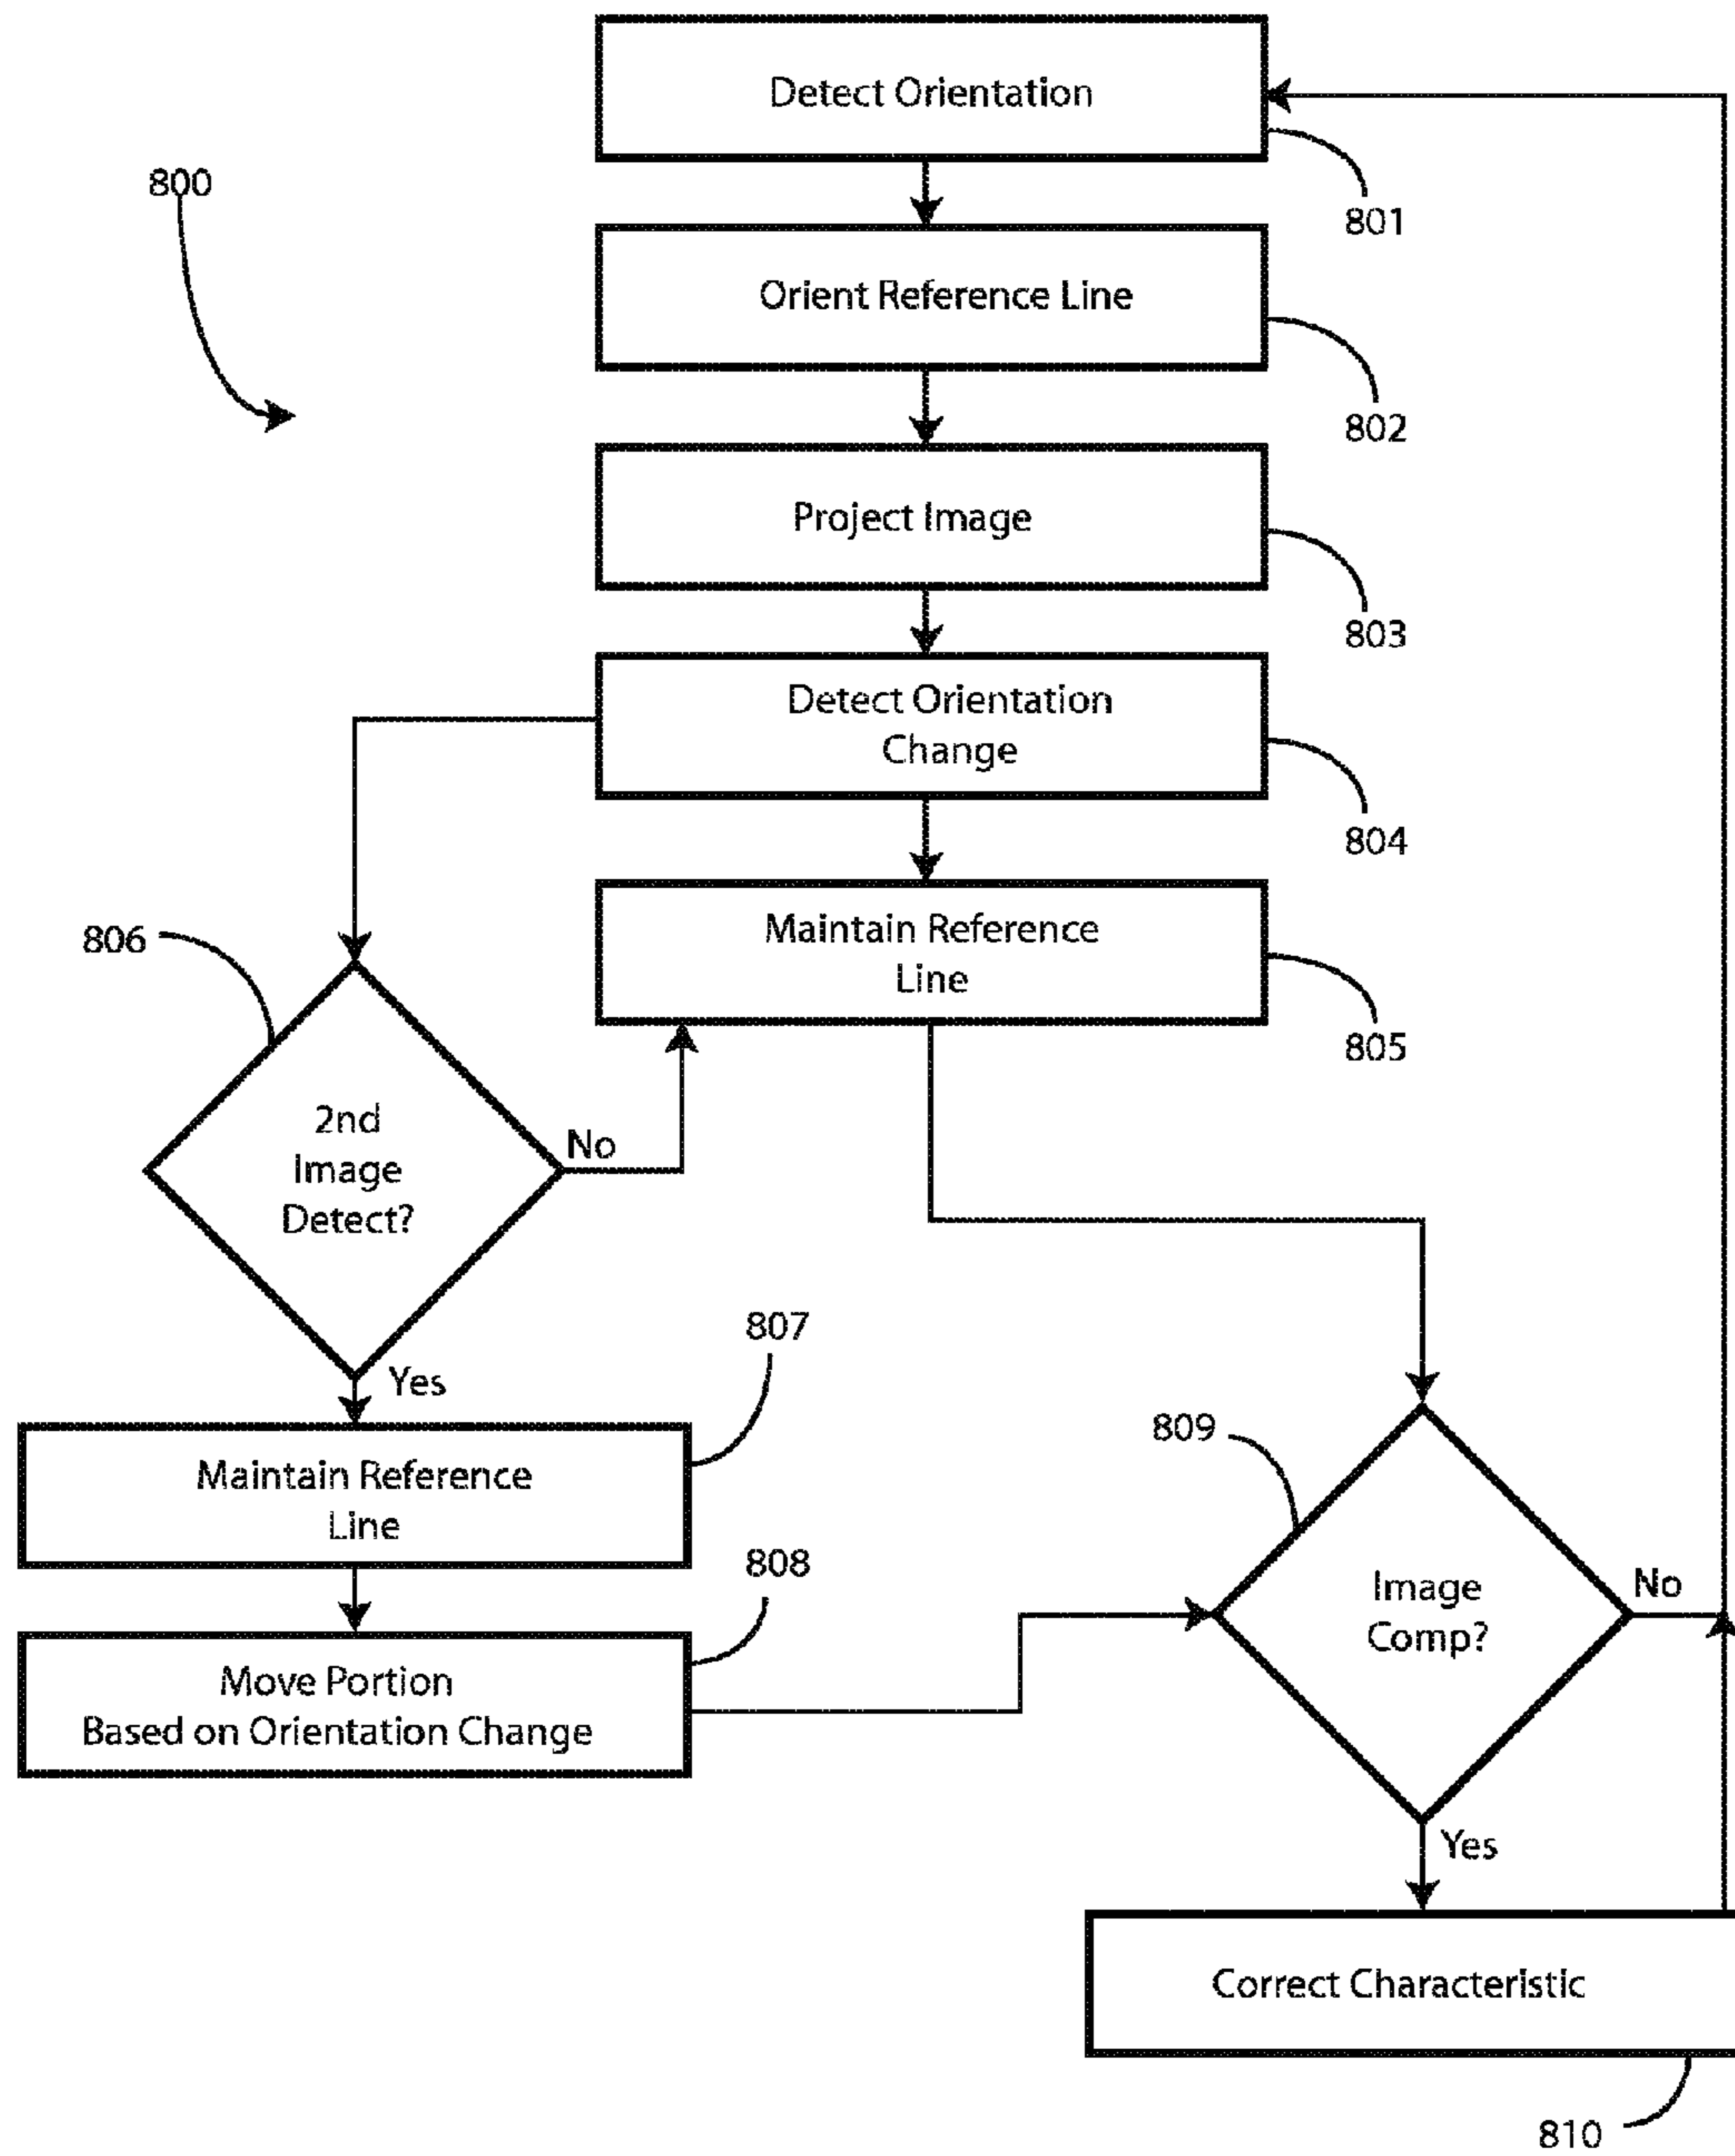 Detect Orientation
800
801
Orient Reference Line
802
Project Image
803
Detect Orientation
Change
804
Maintain Reference
Line
805
806
2nd
Image
Detect?
No
Yes
807
Maintain Reference
Line
808
Move Portion
Based on Orientation Change
809
Image
Comp?
No
Yes
Correct Characteristic
810